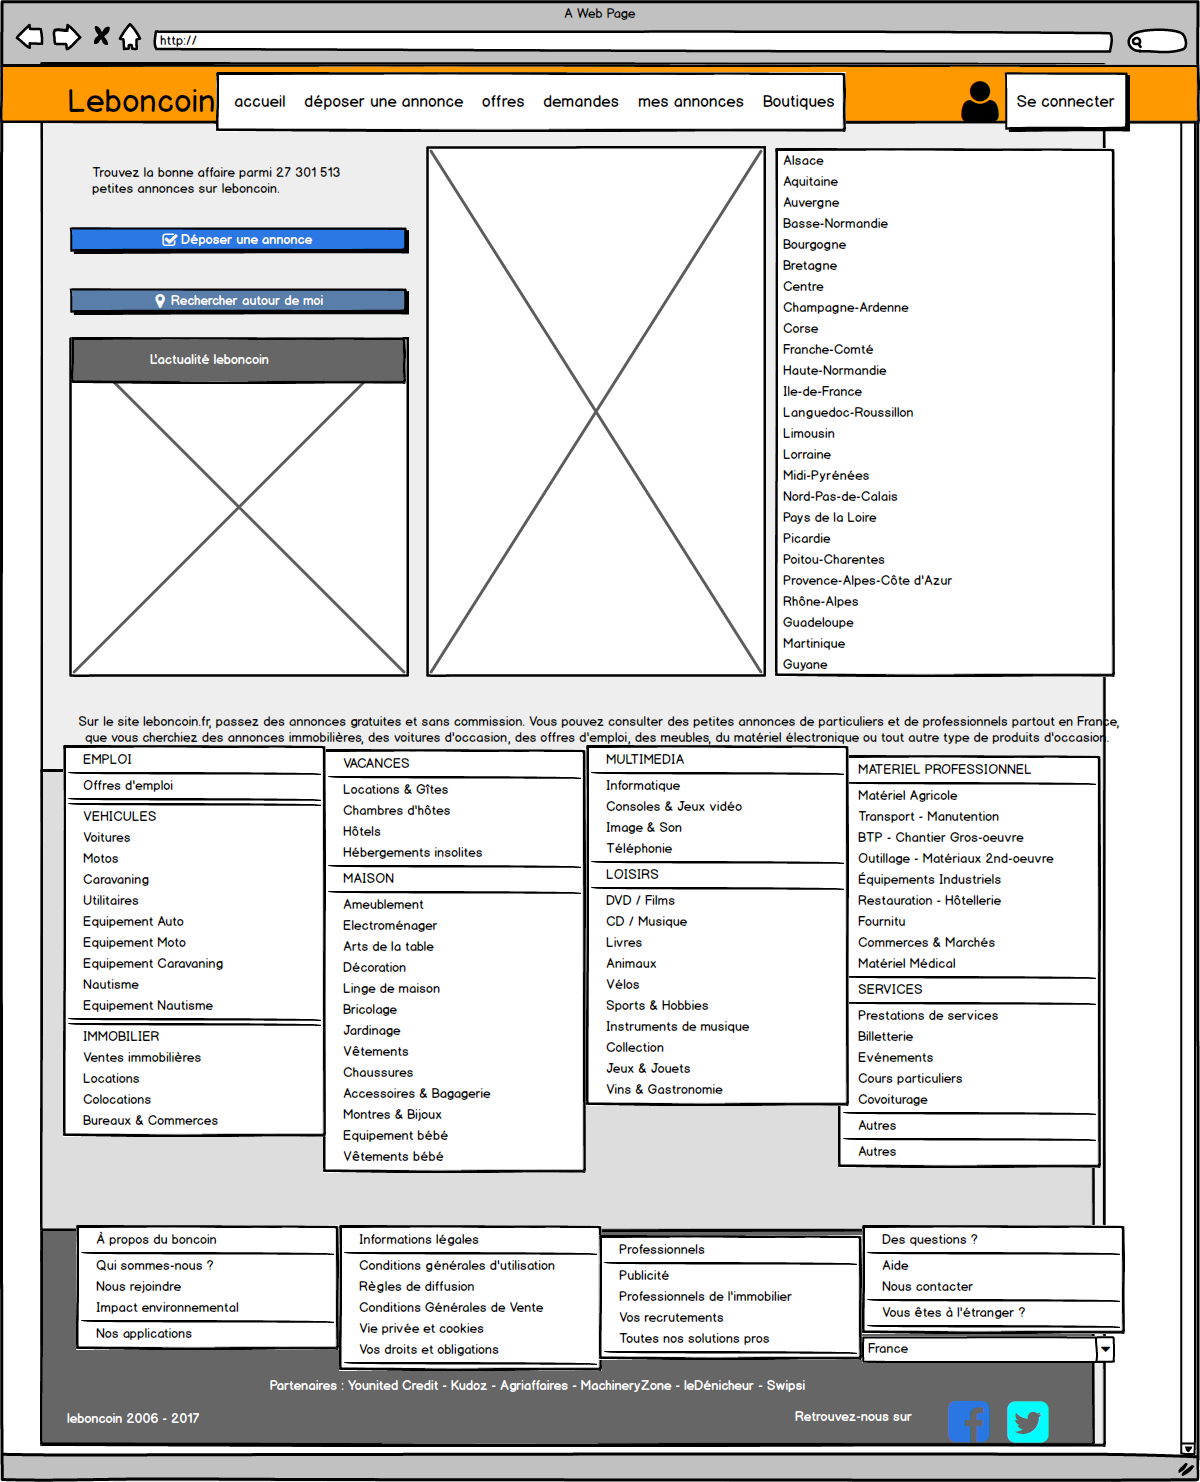 A Web Page
http://
Leboncoin
accueil déposer une annonce offres demandes mes annonces Boutiques
Se connecter
Trouvez la bonne affaire parmi 27 301 513
petites annonces sur leboncoin.
Déposer une annonce
Rechercher autour de moi
L'actualité leboncoin
Alsace
Aquitaine
Auvergne
Basse-Normandie
Bourgogne
Bretagne
Centre
Champagne-Ardenne
Corse
Franche-Comté
Haute-Normandie
Ile-de-France
Languedoc-Roussillon
Limousin
Lorraine
Midi-Pyrénées
Nord-Pas-de-Calais
Pays de la Loire
Picardie
Poitou-Charentes
Provence-Alpes-Côte d'Azur
Rhône-Alpes
Guadeloupe
Martinique
Guyane
Sur le site leboncoin.fr, passez des annonces gratuites et sans commission. Vous pouvez consulter des petites annonces de particuliers et de professionnels partout en France,
que vous cherchiez des annonces immobilières, des voitures d'occasion, des offres d'emploi, des meubles, du matériel électronique ou tout autre type de produits d'occasion.
EMPLOI
Offres d'emploi
VEHICULES
Voitures
Motos
Caravaning
Utilitaires
Equipement Auto
Equipement Moto
Equipement Caravaning
Nautisme
Equipement Nautisme
IMMOBILIER
Ventes immobilières
Locations
Colocations
Bureaux & Commerces
VACANCES
Locations & Gîtes
Chambres d'hôtes
Hôtels
Hébergements insolites
MAISON
Ameublement
Electroménager
Arts de la table
Décoration
Linge de maison
Bricolage
Jardinage
Vêtements
Chaussures
Accessoires & Bagagerie
Montres & Bijoux
Equipement bébé
Vêtements bébé
MULTIMEDIA
Informatique
Consoles & Jeux vidéo
Image & Son
Téléphonie
LOISIRS
DVD / Films
CD / Musique
Livres
Animaux
Vélos
Sports & Hobbies
Instruments de musique
Collection
Jeux & Jouets
Vins & Gastronomie
MATERIEL PROFESSIONNEL
Matériel Agricole
Transport - Manutention
BTP - Chantier Gros-oeuvre
Outillage - Matériaux 2nd-oeuvre
Équipements Industriels
Restauration - Hôtellerie
Fournitu
Commerces & Marchés
Matériel Médical
SERVICES
Prestations de services
Billetterie
Evénements
Cours particuliers
Covoiturage
Autres
Autres
À propos du boncoin
Qui sommes-nous ?
Nous rejoindre
Impact environnemental
Nos applications
Informations légales
Conditions générales d'utilisation
Règles de diffusion
Conditions Générales de Vente
Vie privée et cookies
Vos droits et obligations
Professionnels
Publicité
Professionnels de l'immobilier
Vos recrutements
Toutes nos solutions pros
Des questions ?
Aide
Nous contacter
Vous êtes à l'étranger ?
France
Partenaires : Younited Credit - Kudoz - Agriaffaires - MachineryZone - leDénicheur - Swipsi
leboncoin 2006 - 2017
Retrouvez-nous sur